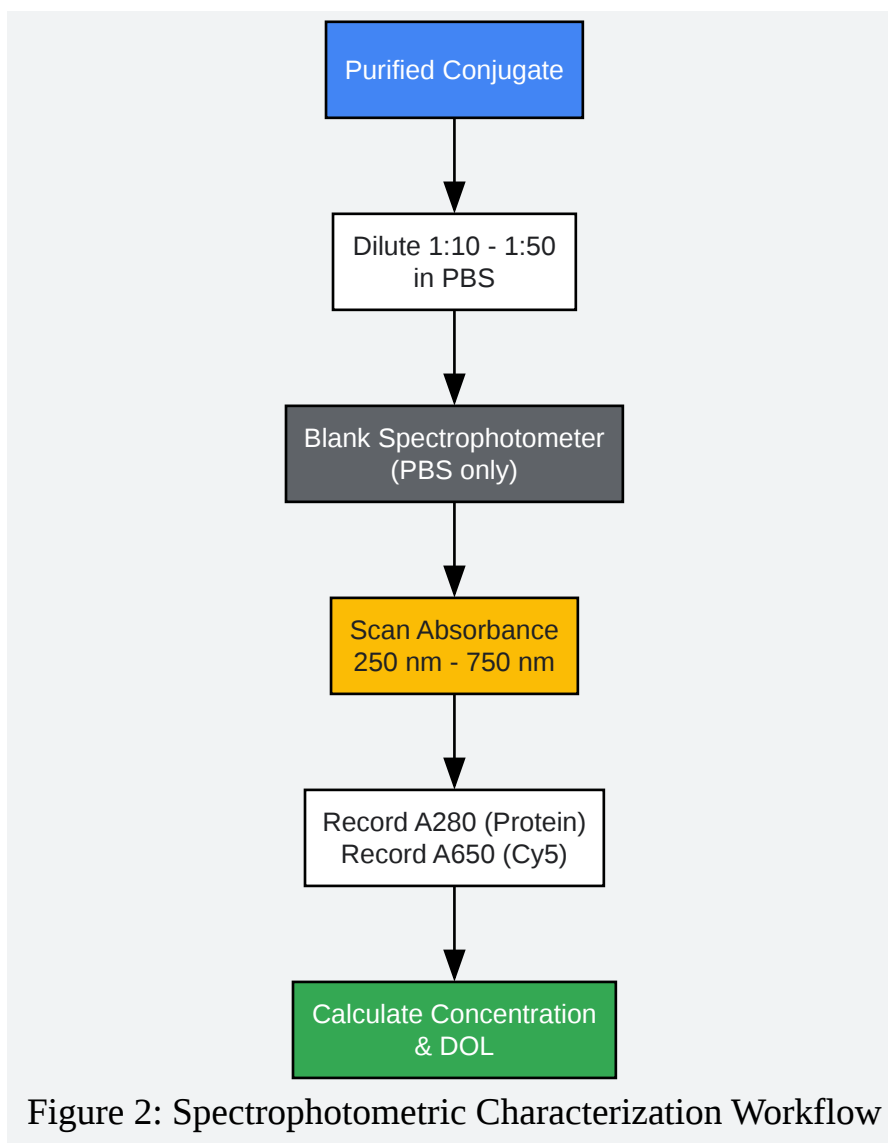 Purified Conjugate
Dilute 1:10 - 1:50
in PBS
Blank Spectrophotometer
(PBS only)
Scan Absorbance
250 nm - 750 nm
Record A280 (Protein)
Record A650 (Cy5)
Calculate Concentration
& DOL
Figure 2: Spectrophotometric Characterization Workflow